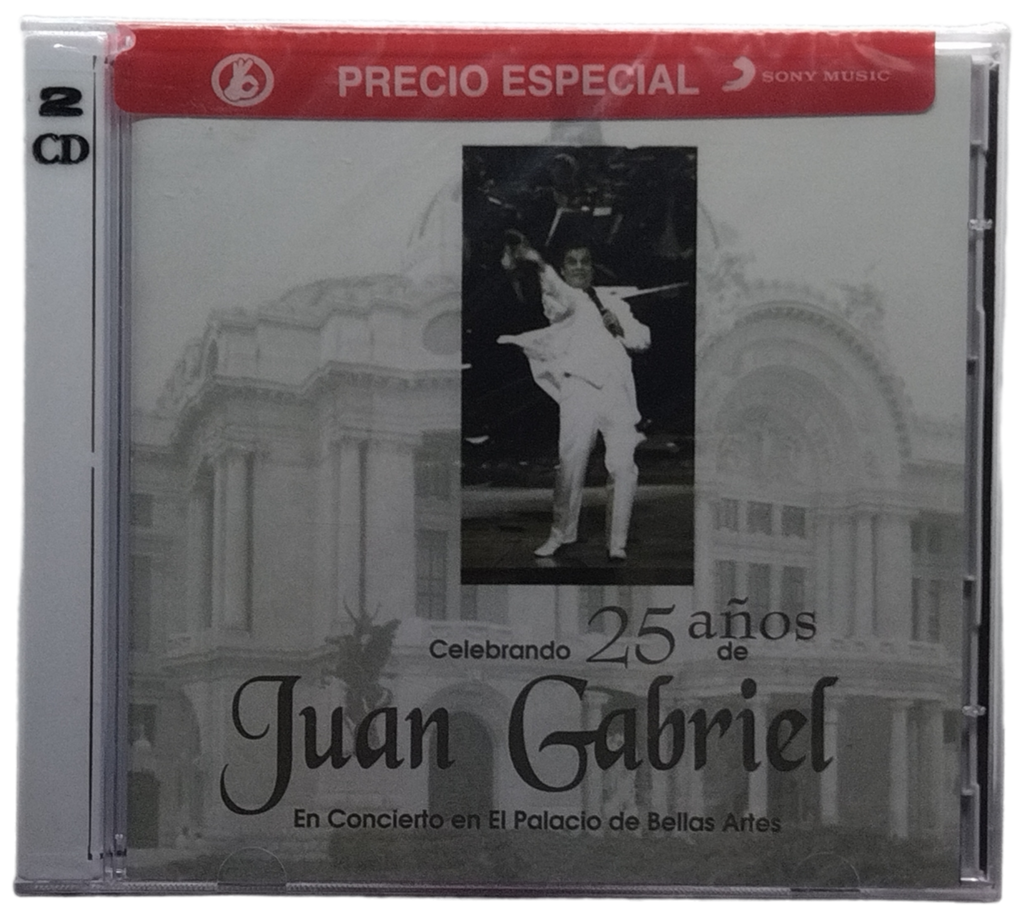 2
CD
PRECIO ESPECIAL
SONY MUSIC
Celebrando 25 años
de
Juan Gabriel
En Concierto en El Palacio de Bellas Artes